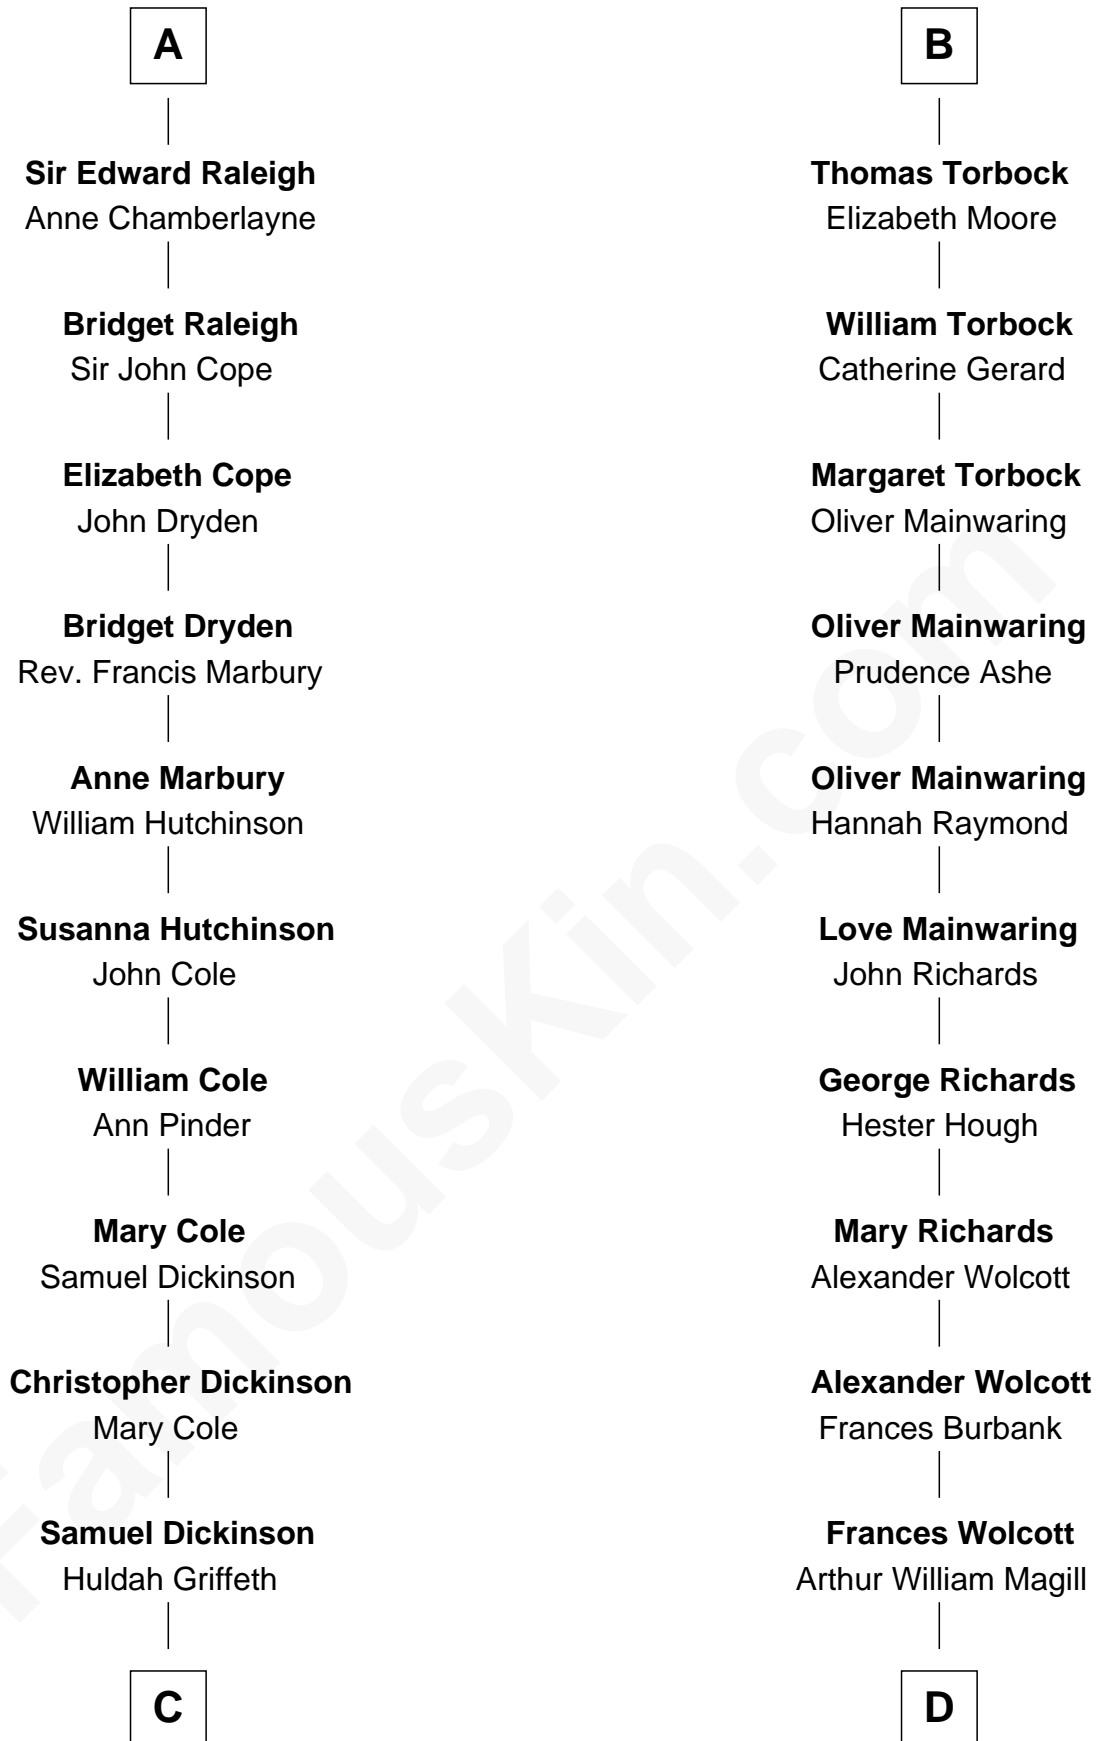 A
Sir Edward Raleigh
Anne Chamberlayne
Bridget Raleigh
Sir John Cope
Elizabeth Cope
John Dryden
Bridget Dryden
Rev. Francis Marbury
Anne Marbury
William Hutchinson
Susanna Hutchinson
John Cole
William Cole
Ann Pinder
Mary Cole
Samuel Dickinson
Christopher Dickinson
Mary Cole
Samuel Dickinson
Huldah Griffeth
C
B
Thomas Torbock
Elizabeth Moore
William Torbock
Catherine Gerard
Margaret Torbock
Oliver Mainwaring
Oliver Mainwaring
Prudence Ashe
Oliver Mainwaring
Hannah Raymond
Love Mainwaring
John Richards
George Richards
Hester Hough
Mary Richards
Alexander Wolcott
Alexander Wolcott
Frances Burbank
Frances Wolcott
Arthur William Magill
D
FamousKin.com